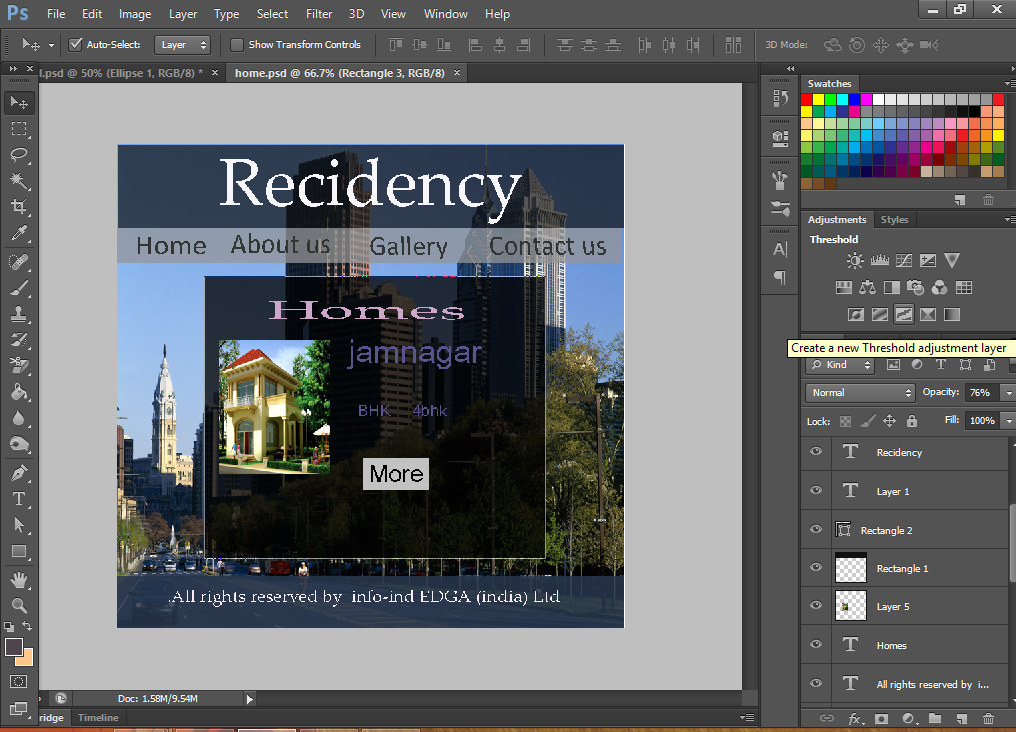 Ps File Edit Image Layer Type Select Filter 3D View Window Help
Auto-Select: Layer Show Transform Controls 3D Mode:
l.psd @ 50% (Ellipse 1, RGB/8) * × home.psd @ 66.7% (Rectangle 3, RGB/8) ×
Swatches
Recidency
Home About us Gallery Contact us
Adjustments Styles
Threshold
Homes
jamnagar
Create a new Threshold adjustment layer
Kind
Normal Opacity: 76%
BHK 4bhk
Lock: Fill: 100%
More
Recidency
Layer 1
Rectangle 2
Rectangle 1
Layer 5
Homes
All rights reserved by i...
.All rights reserved by info-ind EDGA (india) Ltd
Doc: 1.58M/9.54M
ridge Timeline
fx